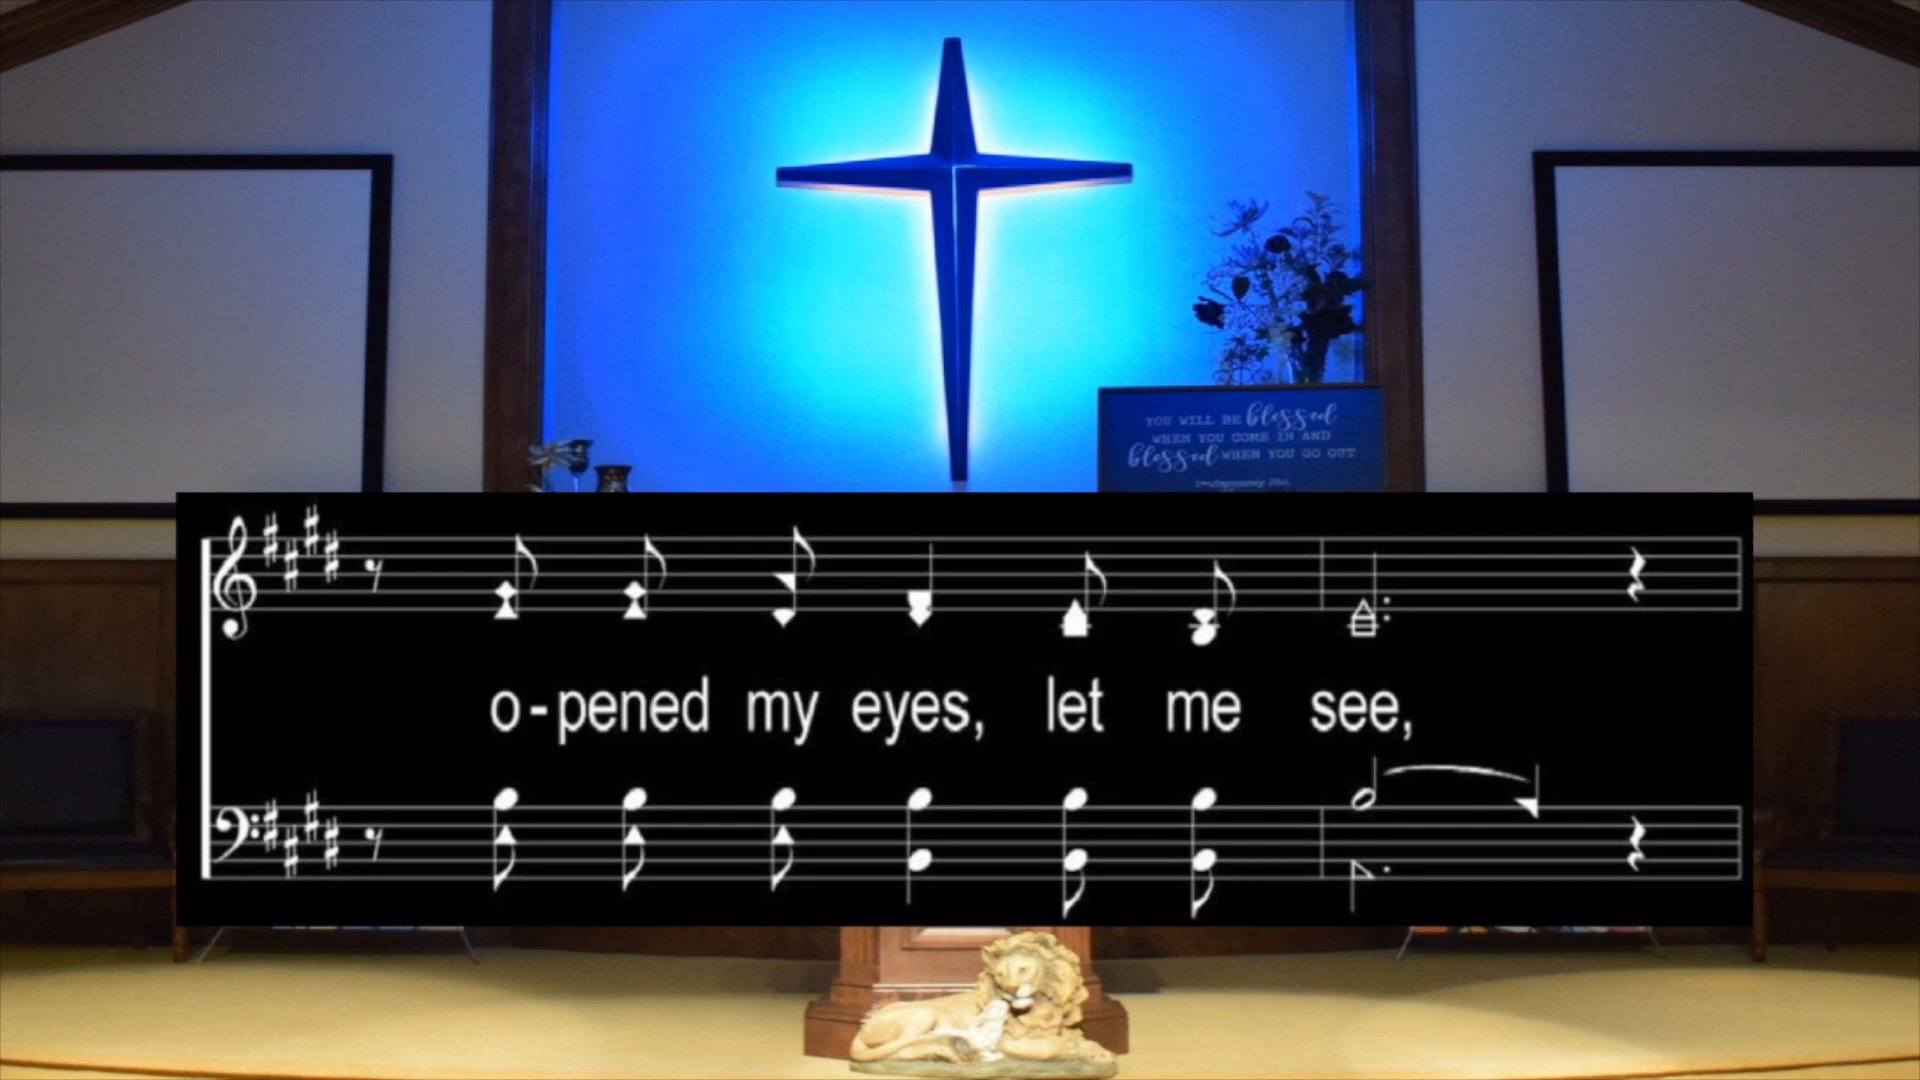 YOU WILL BE blessed
WHEN YOU COME IN AND
blessed WHEN YOU GO OUT
o-pened my eyes, let me see,